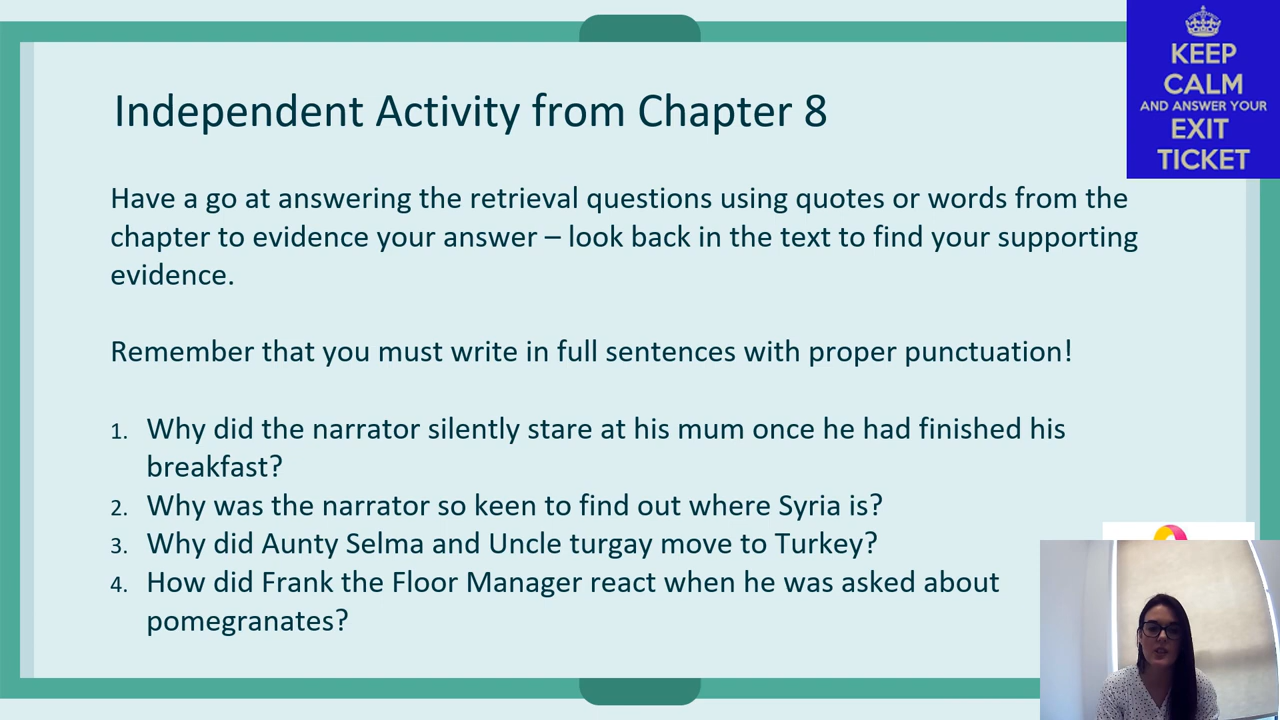 KEEP
CALM
AND ANSWER YOUR
EXIT
TICKET
Independent Activity from Chapter 8
Have a go at answering the retrieval questions using quotes or words from the
chapter to evidence your answer – look back in the text to find your supporting
evidence.
Remember that you must write in full sentences with proper punctuation!
1. Why did the narrator silently stare at his mum once he had finished his
breakfast?
2. Why was the narrator so keen to find out where Syria is?
3. Why did Aunty Selma and Uncle turgay move to Turkey?
4. How did Frank the Floor Manager react when he was asked about
pomegranates?